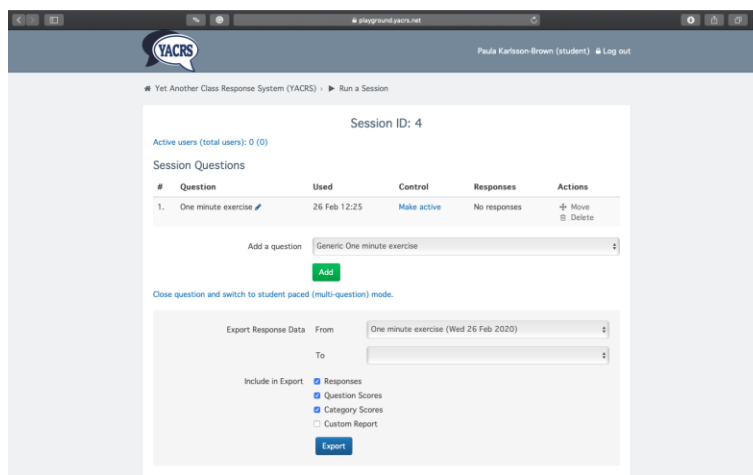 playground.yacrs.net
YACRS
Paula Karlsson-Brown (student) Log out
Yet Another Class Response System (YACRS) › Run a Session
Session ID: 4
Active users (total users): 0 (0)
Session Questions
# Question Used Control Responses Actions
1. One minute exercise 26 Feb 12:25 Make active No responses Move
Delete
Add a question Generic One minute exercise
Add
Close question and switch to student paced (multi-question) mode.
Export Response Data From One minute exercise (Wed 26 Feb 2020)
To
Include in Export Responses
Question Scores
Category Scores
Custom Report
Export